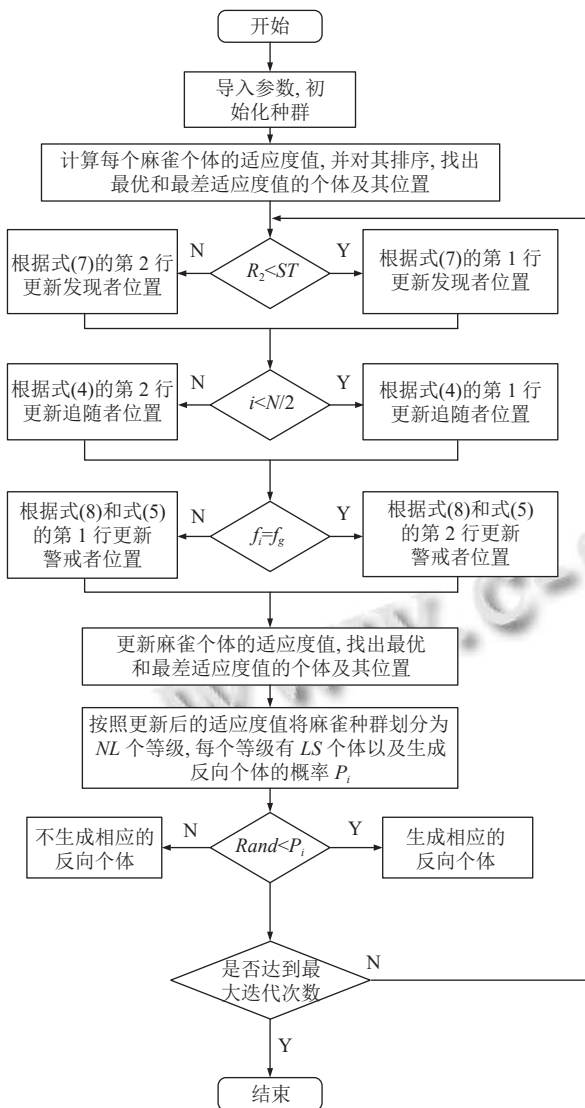 开始
导入参数, 初
始化种群
计算每个麻雀个体的适应度值, 并对其排序, 找出
最优和最差适应度值的个体及其位置
N
R₂<ST
Y
根据式(7)的第 2 行
更新发现者位置
根据式(7)的第 1 行
更新发现者位置
N
i<N/2
Y
根据式(4)的第 2 行
更新追随者位置
根据式(4)的第 1 行
更新追随者位置
N
fᵢ=f_g
Y
根据式(8)和式(5)
的第 1 行更新
警戒者位置
根据式(8)和式(5)
的第 2 行更新
警戒者位置
更新麻雀个体的适应度值, 找出最优
和最差适应度值的个体及其位置
按照更新后的适应度值将麻雀种群划分为
NL 个等级, 每个等级有 LS 个体以及生成
反向个体的概率 Pᵢ
N
Rand<Pᵢ
Y
不生成相应的
反向个体
生成相应的
反向个体
是否达到最
大迭代次数
N
Y
结束
www.c-